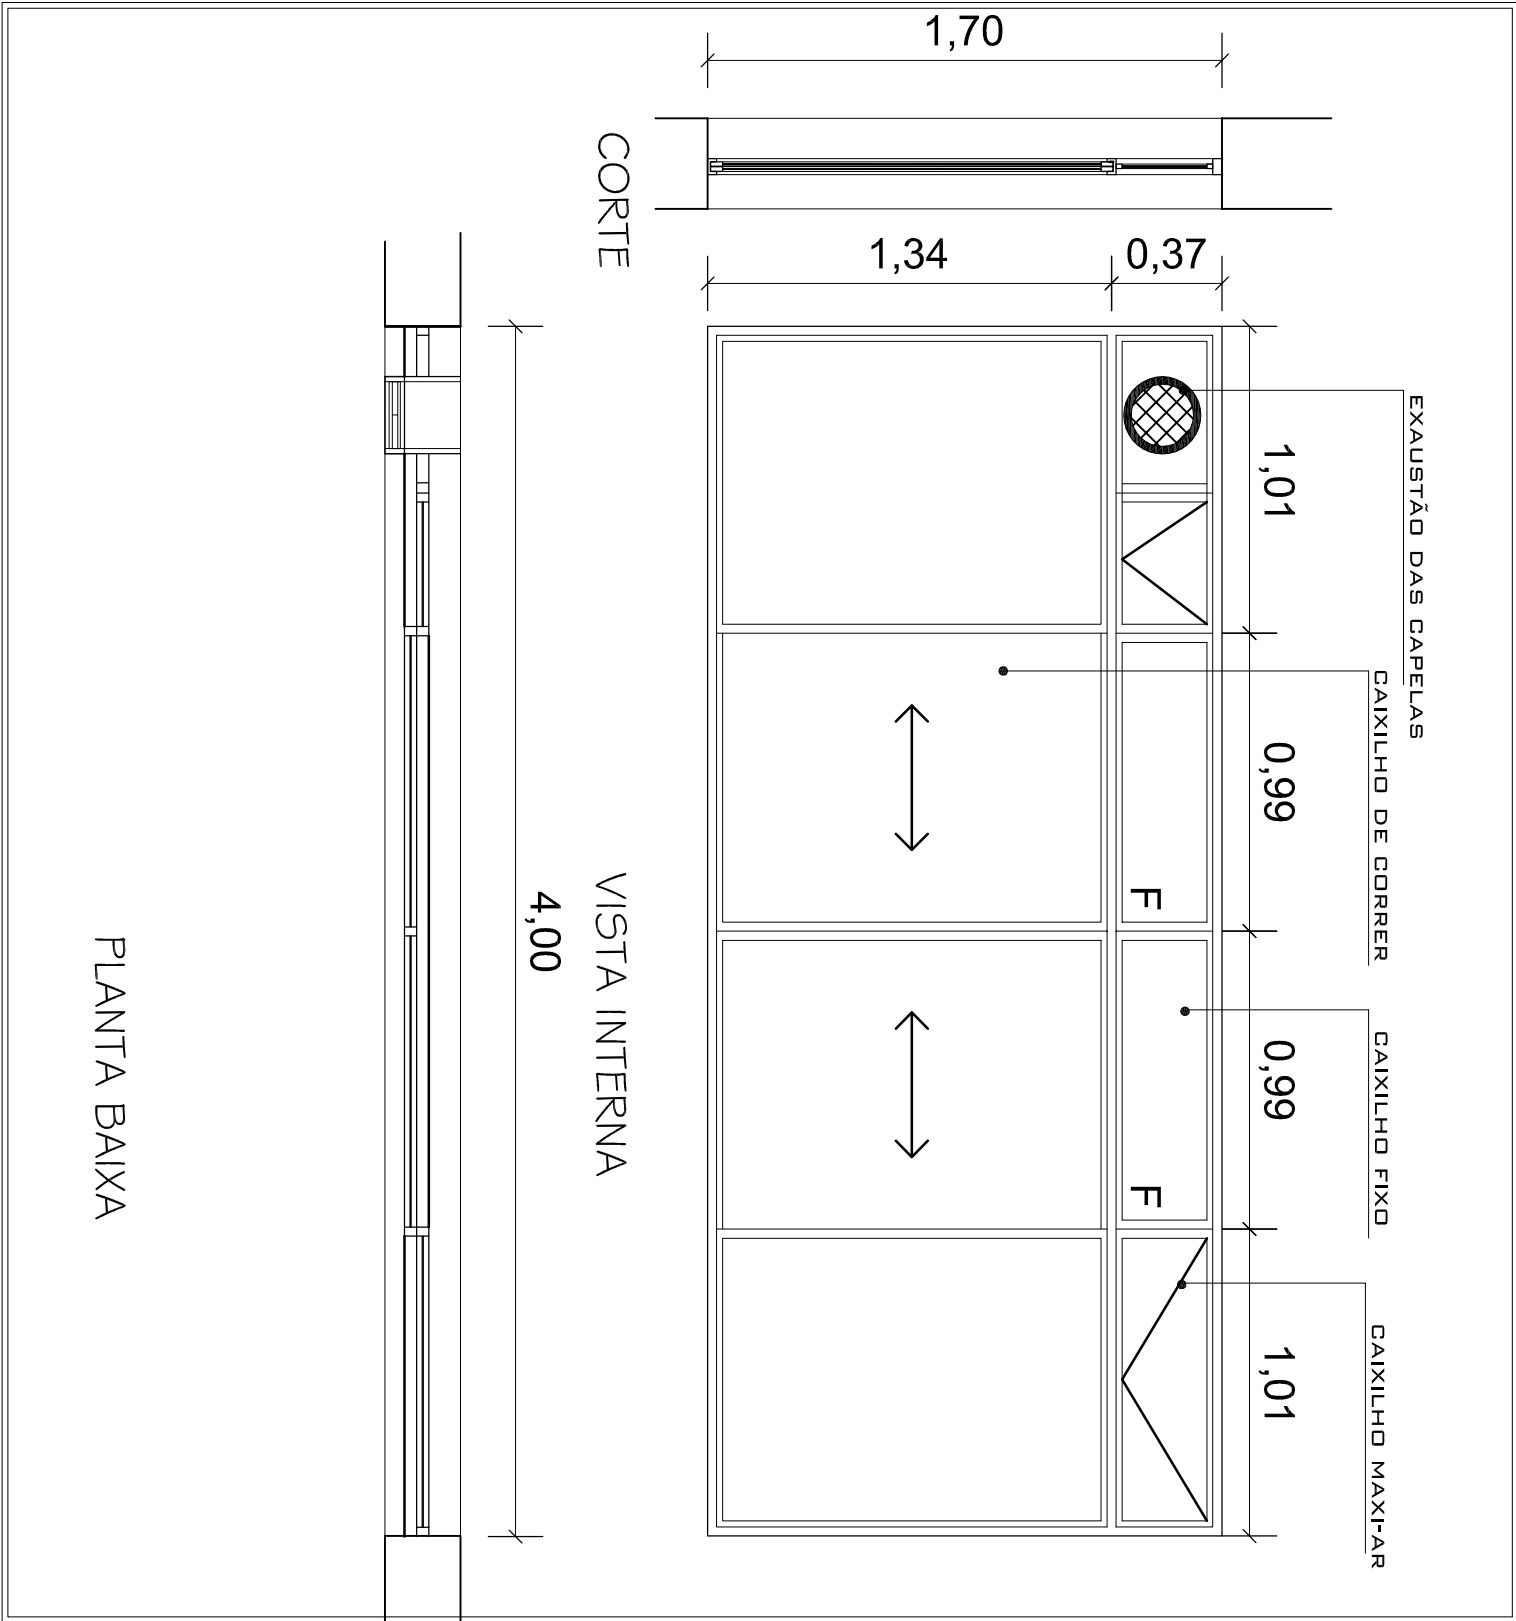 EXAUSTÃO DAS CAPELAS
CAIXILHO DE CORRER
CAIXILHO FIXO
CAIXILHO MAXI-AR
1,01
0,99
0,99
1,01
1,70
0,37
1,34
F
F
CORTE
VISTA INTERNA
4,00
PLANTA BAIXA